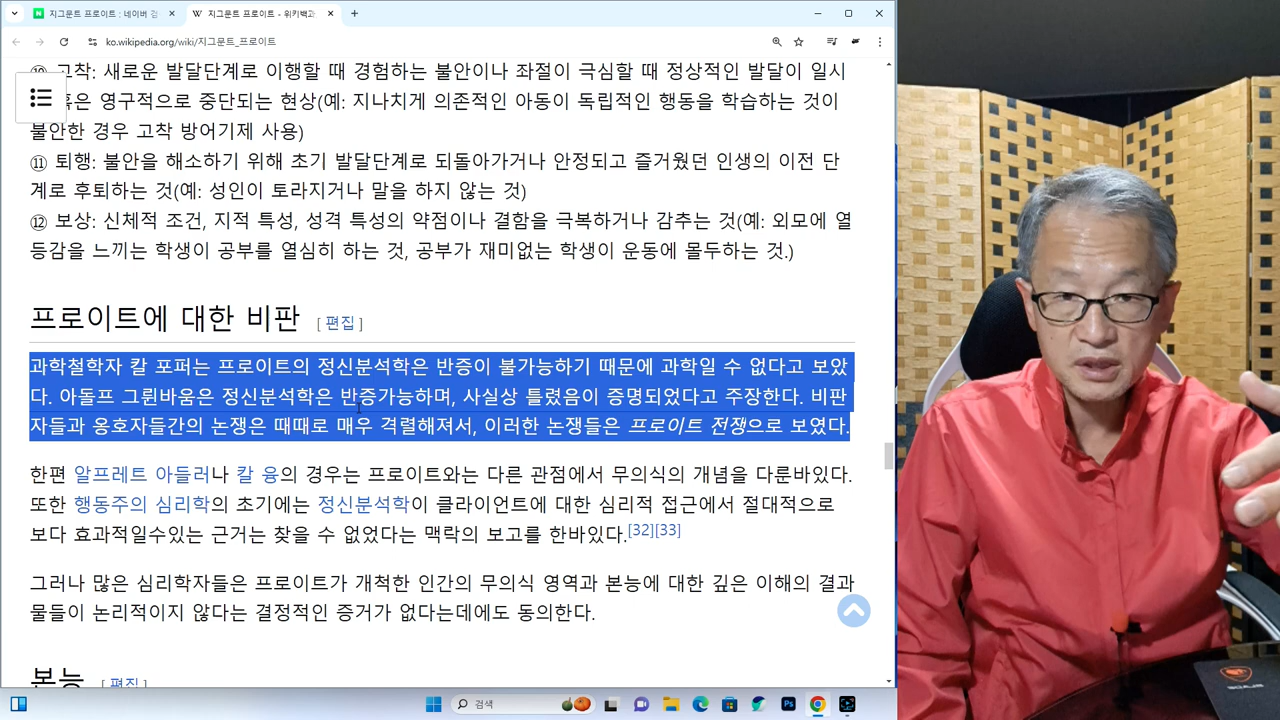 지그문트 프로이트 : 네이버 검
지그문트 프로이트 - 위키백과
ko.wikipedia.org/wiki/지그문트_프로이트
고착: 새로운 발달단계로 이행할 때 경험하는 불안이나 좌절이 극심할 때 정상적인 발달이 일시
혹은 영구적으로 중단되는 현상(예: 지나치게 의존적인 아동이 독립적인 행동을 학습하는 것이
불안한 경우 고착 방어기제 사용)
⑪ 퇴행: 불안을 해소하기 위해 초기 발달단계로 되돌아가거나 안정되고 즐거웠던 인생의 이전 단
계로 후퇴하는 것(예: 성인이 토라지거나 말을 하지 않는 것)
⑫ 보상: 신체적 조건, 지적 특성, 성격 특성의 약점이나 결함을 극복하거나 감추는 것(예: 외모에 열
등감을 느끼는 학생이 공부를 열심히 하는 것, 공부가 재미없는 학생이 운동에 몰두하는 것.)
프로이트에 대한 비판 [ 편집 ]
과학철학자 칼 포퍼는 프로이트의 정신분석학은 반증이 불가능하기 때문에 과학일 수 없다고 보았
다. 아돌프 그륀바움은 정신분석학은 반증가능하며, 사실상 틀렸음이 증명되었다고 주장한다. 비판
자들과 옹호자들간의 논쟁은 때때로 매우 격렬해져서, 이러한 논쟁들은 프로이트 전쟁으로 보였다.
한편 알프레트 아들러나 칼 융의 경우는 프로이트와는 다른 관점에서 무의식의 개념을 다룬바있다.
또한 행동주의 심리학의 초기에는 정신분석학이 클라이언트에 대한 심리적 접근에서 절대적으로
보다 효과적일수있는 근거는 찾을 수 없었다는 맥락의 보고를 한바있다.[32][33]
그러나 많은 심리학자들은 프로이트가 개척한 인간의 무의식 영역과 본능에 대한 깊은 이해의 결과
물들이 논리적이지 않다는 결정적인 증거가 없다는데에도 동의한다.
본능 [ 편집 ]
검색